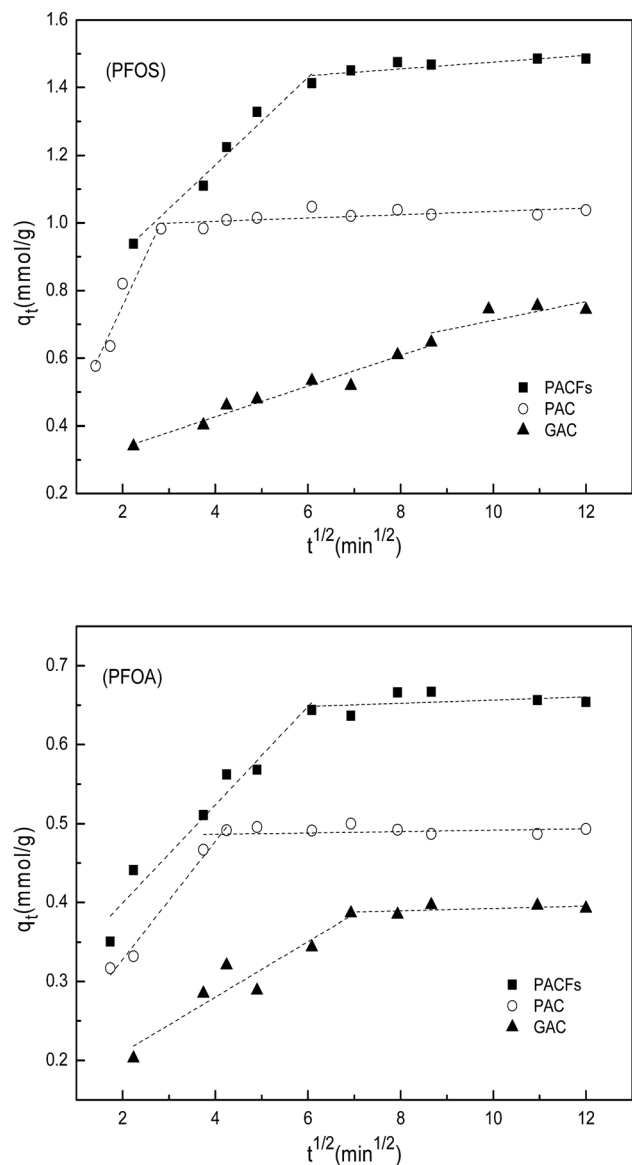 1.6
(PFOS)
1.4
1.2
1.0
0.8
0.6
0.4
0.2
qt(mmol/g)
PACFs
PAC
GAC
2 4 6 8 10 12
t1/2(min1/2)
(PFOA)
0.7
0.6
0.5
0.4
0.3
0.2
qt(mmol/g)
PACFs
PAC
GAC
2 4 6 8 10 12
t1/2(min1/2)